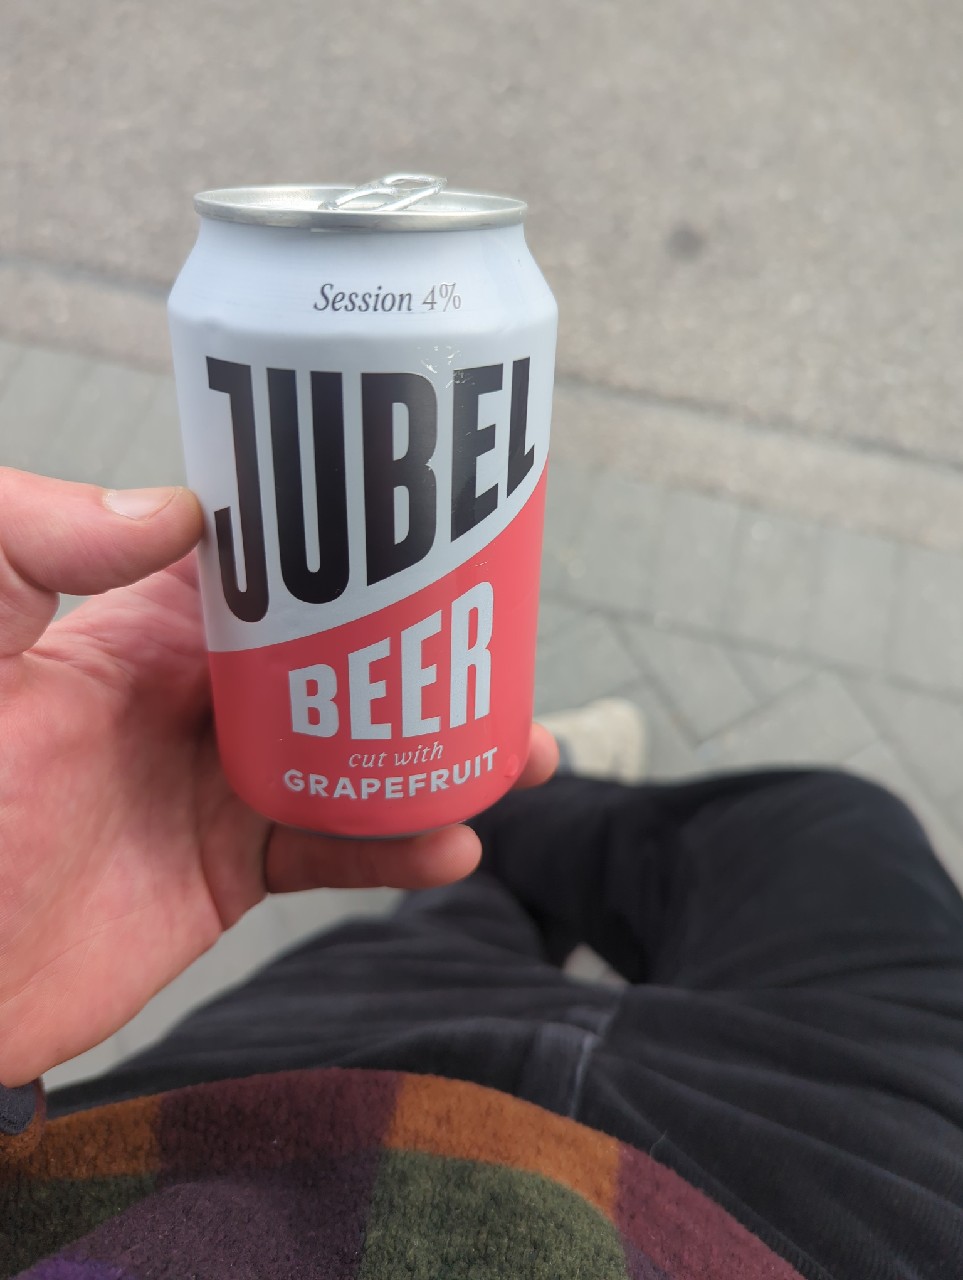 Session 4%
JUBEL
BEER
cut with
GRAPEFRUIT